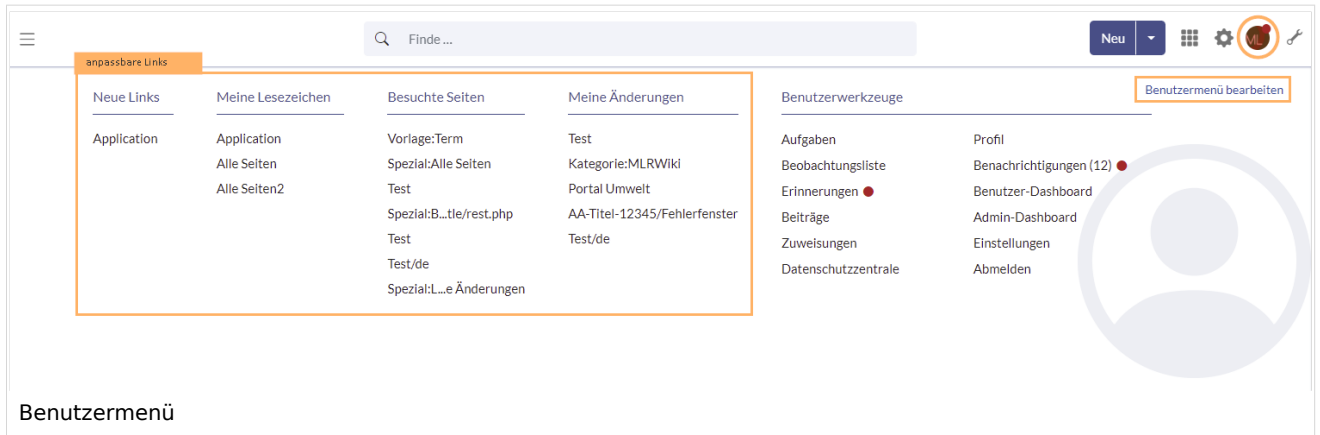 Finde ...
Neu
ML
anpassbare Links
Benutzermenü bearbeiten
Neue Links
Application
Meine Lesezeichen
Application
Alle Seiten
Alle Seiten2
Besuchte Seiten
Vorlage:Term
Spezial:Alle Seiten
Test
Spezial:B...tle/rest.php
Test
Test/de
Spezial:L...e Änderungen
Meine Änderungen
Test
Kategorie:MLRWiki
Portal Umwelt
AA-Titel-12345/Fehlerfenster
Test/de
Benutzerwerkzeuge
Aufgaben
Beobachtungsliste
Erinnerungen
Beiträge
Zuweisungen
Datenschutzzentrale
Profil
Benachrichtigungen (12)
Benutzer-Dashboard
Admin-Dashboard
Einstellungen
Abmelden
Benutzermenü